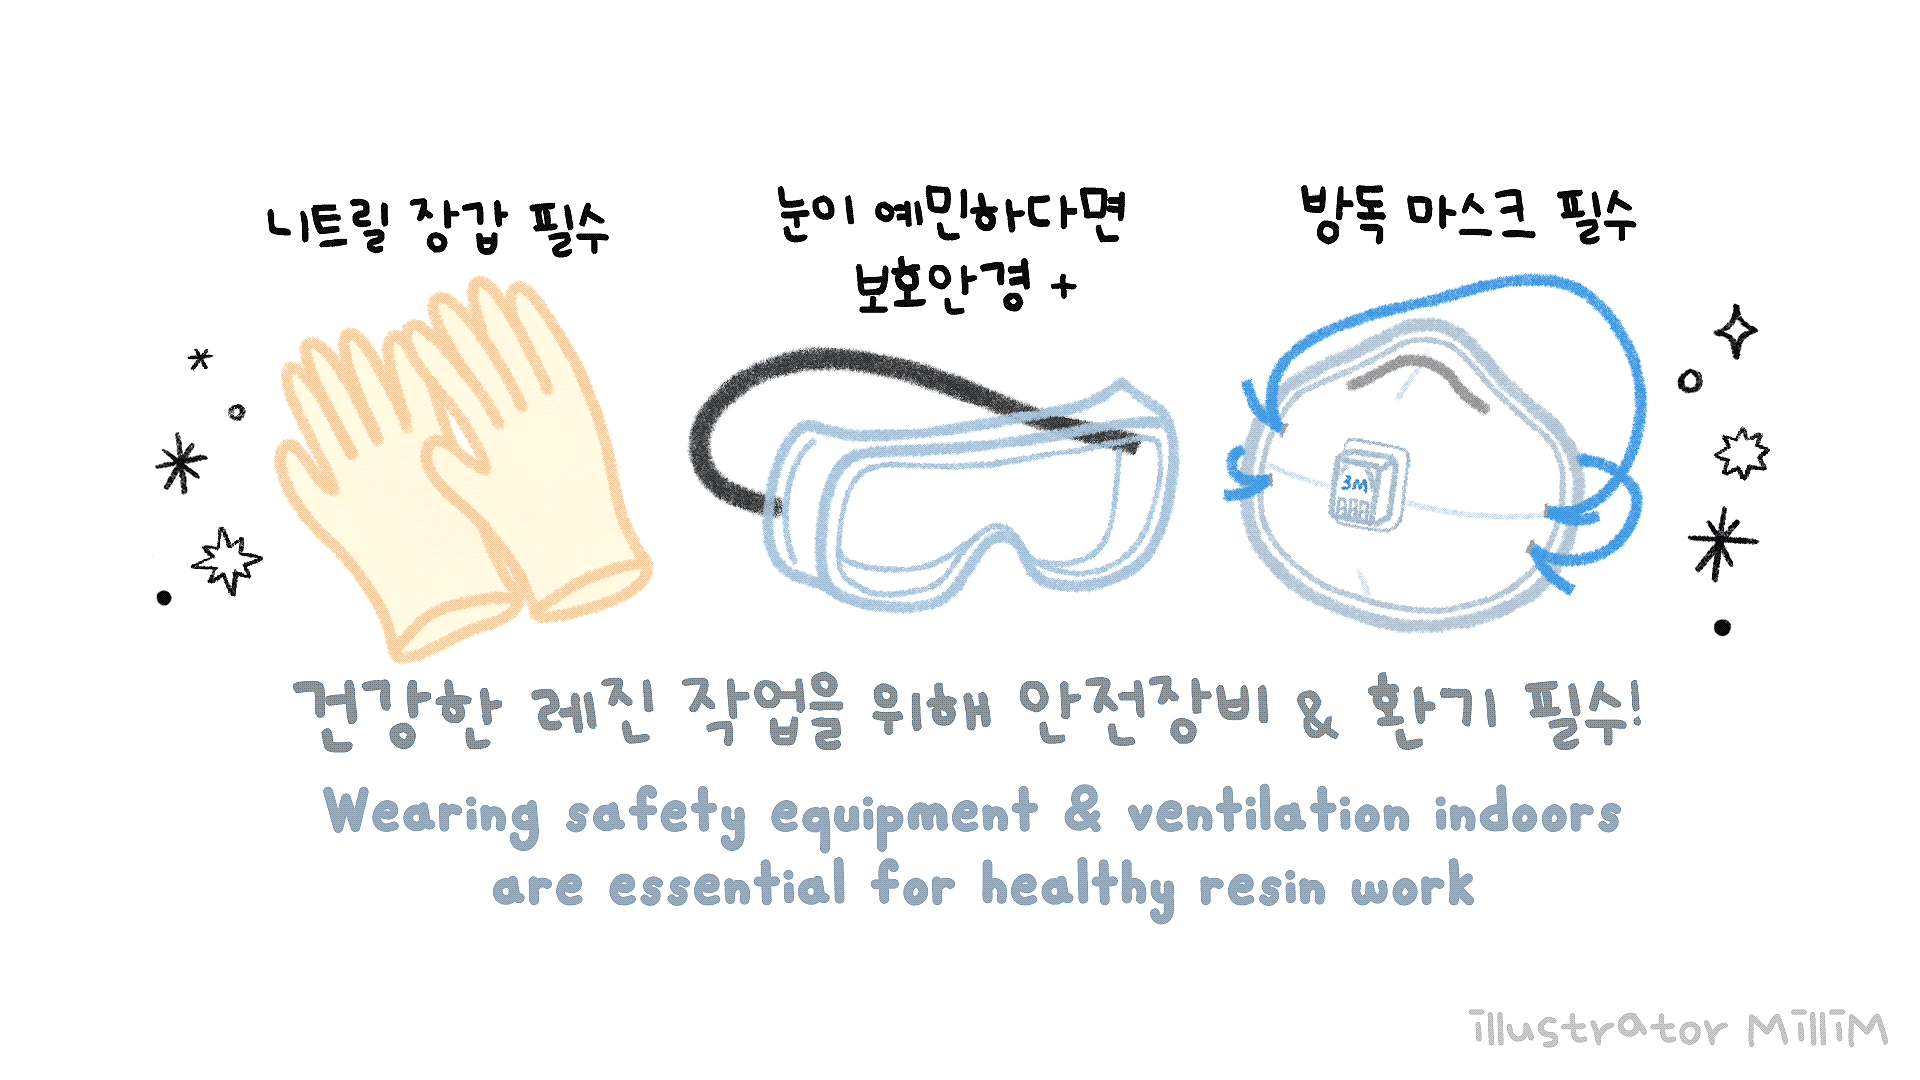 니트릴 장갑 필수
눈이 예민하다면
보호안경 +
방독 마스크 필수
3M
건강한 레진 작업을 위해 안전장비 & 환기 필수!
Wearing safety equipment & ventilation indoors
are essential for healthy resin work
illustrator MilliM